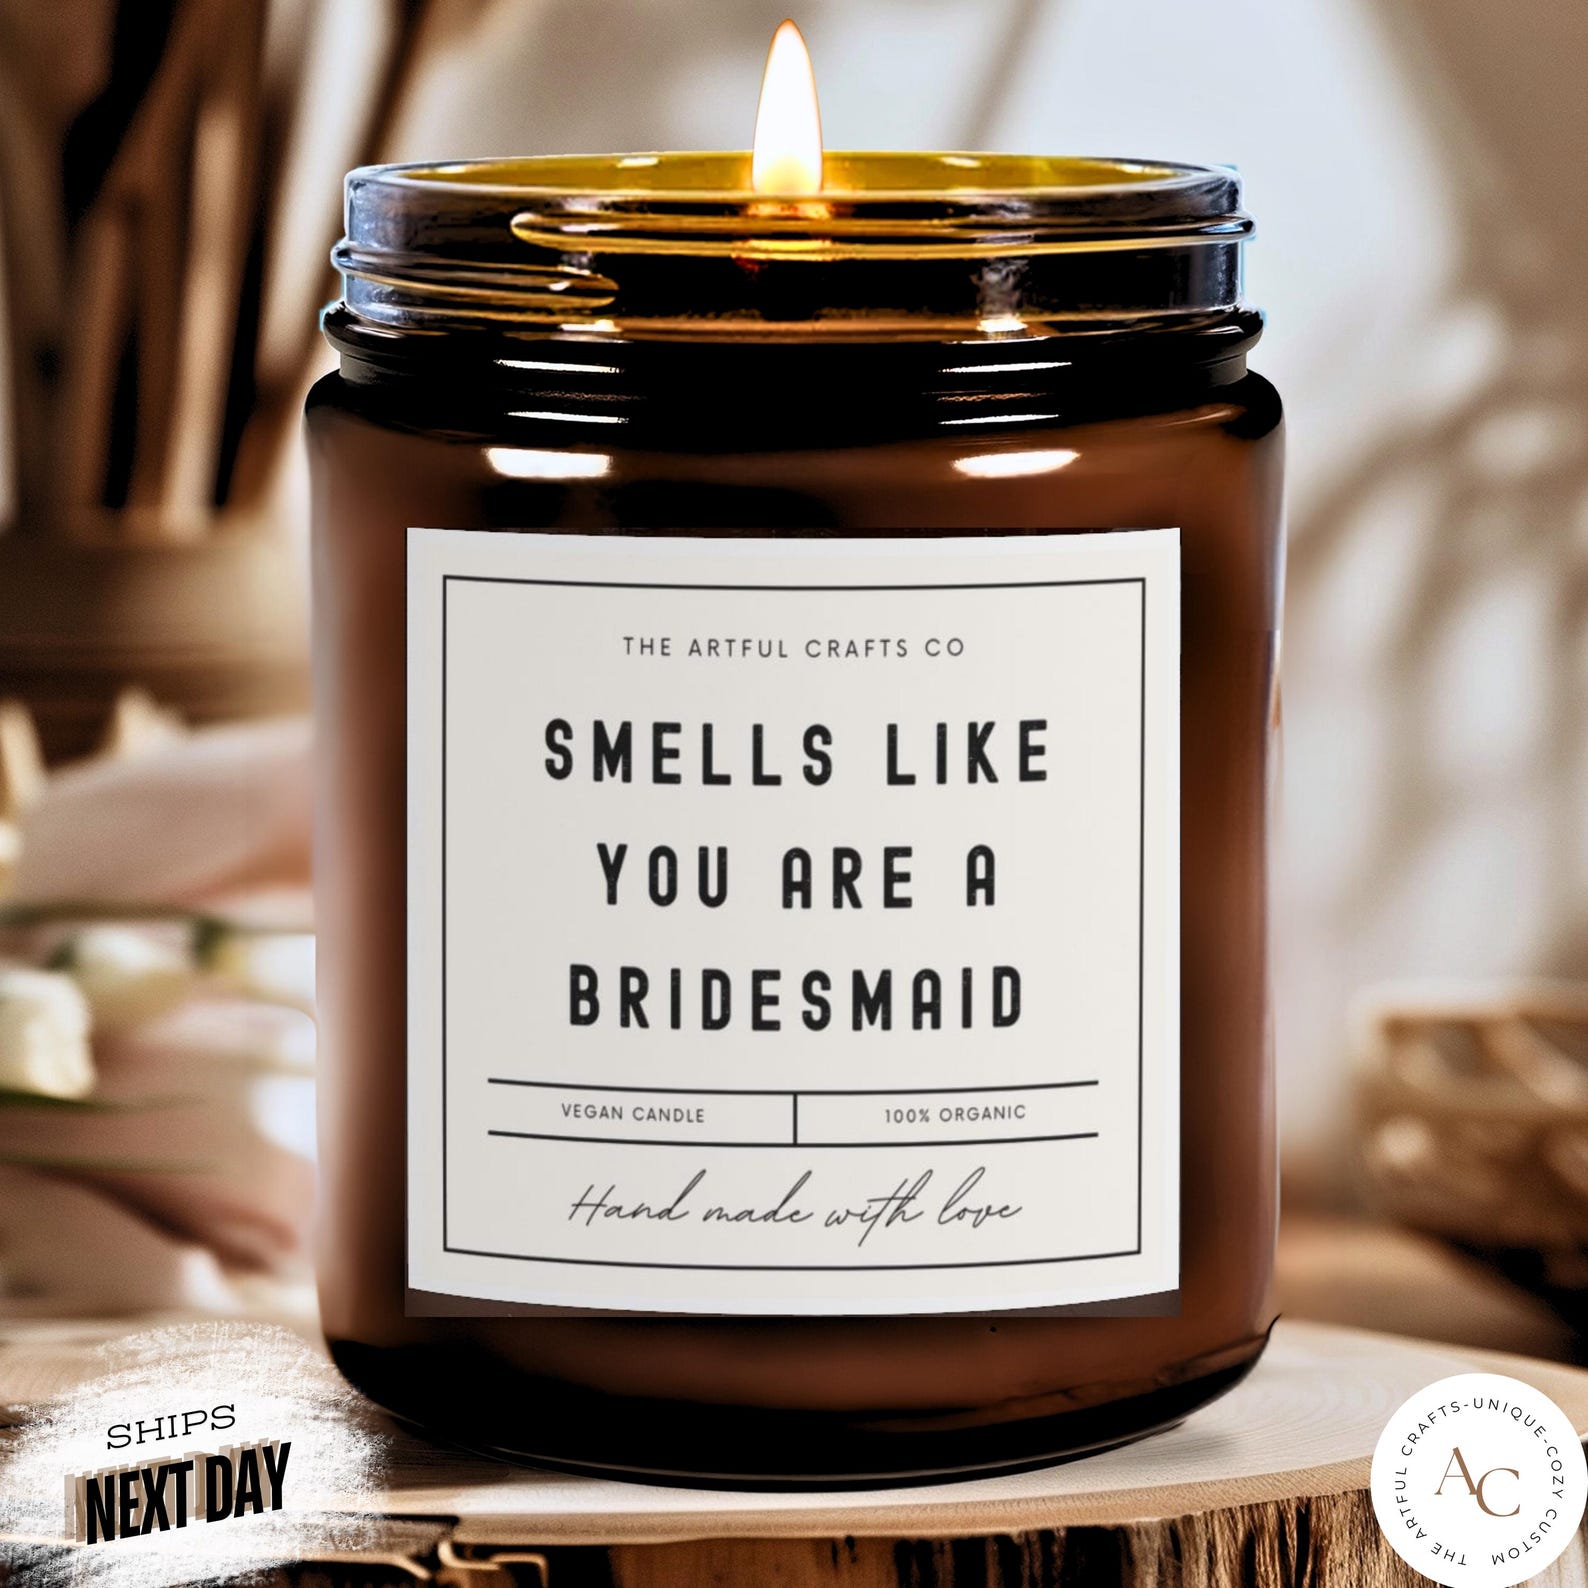 THE ARTFUL CRAFTS CO
SMELLS LIKE
YOU ARE A
BRIDESMAID
VEGAN CANDLE
100% ORGANIC
Hand made with love
SHIPS
NEXT DAY
THE ARTFUL CRAFTS-UNIQUE-COZY CUSTOM
AC